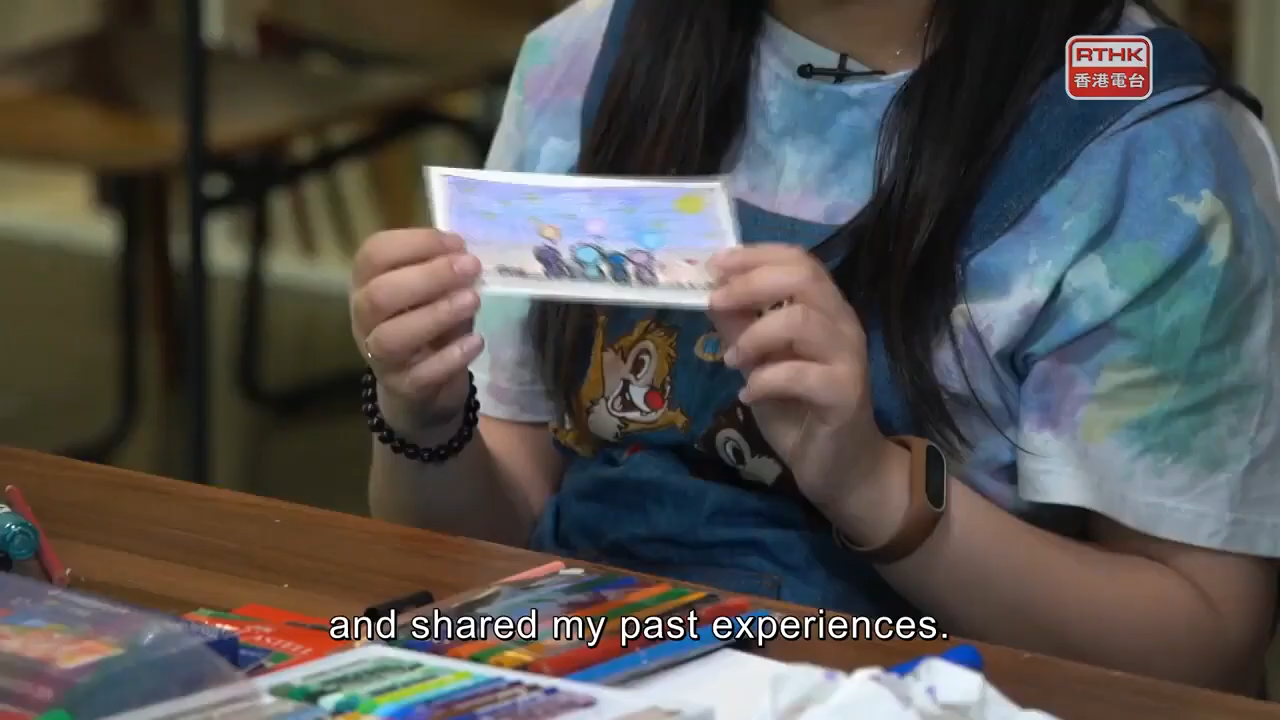 RTHK
香港電台
and shared my past experiences.